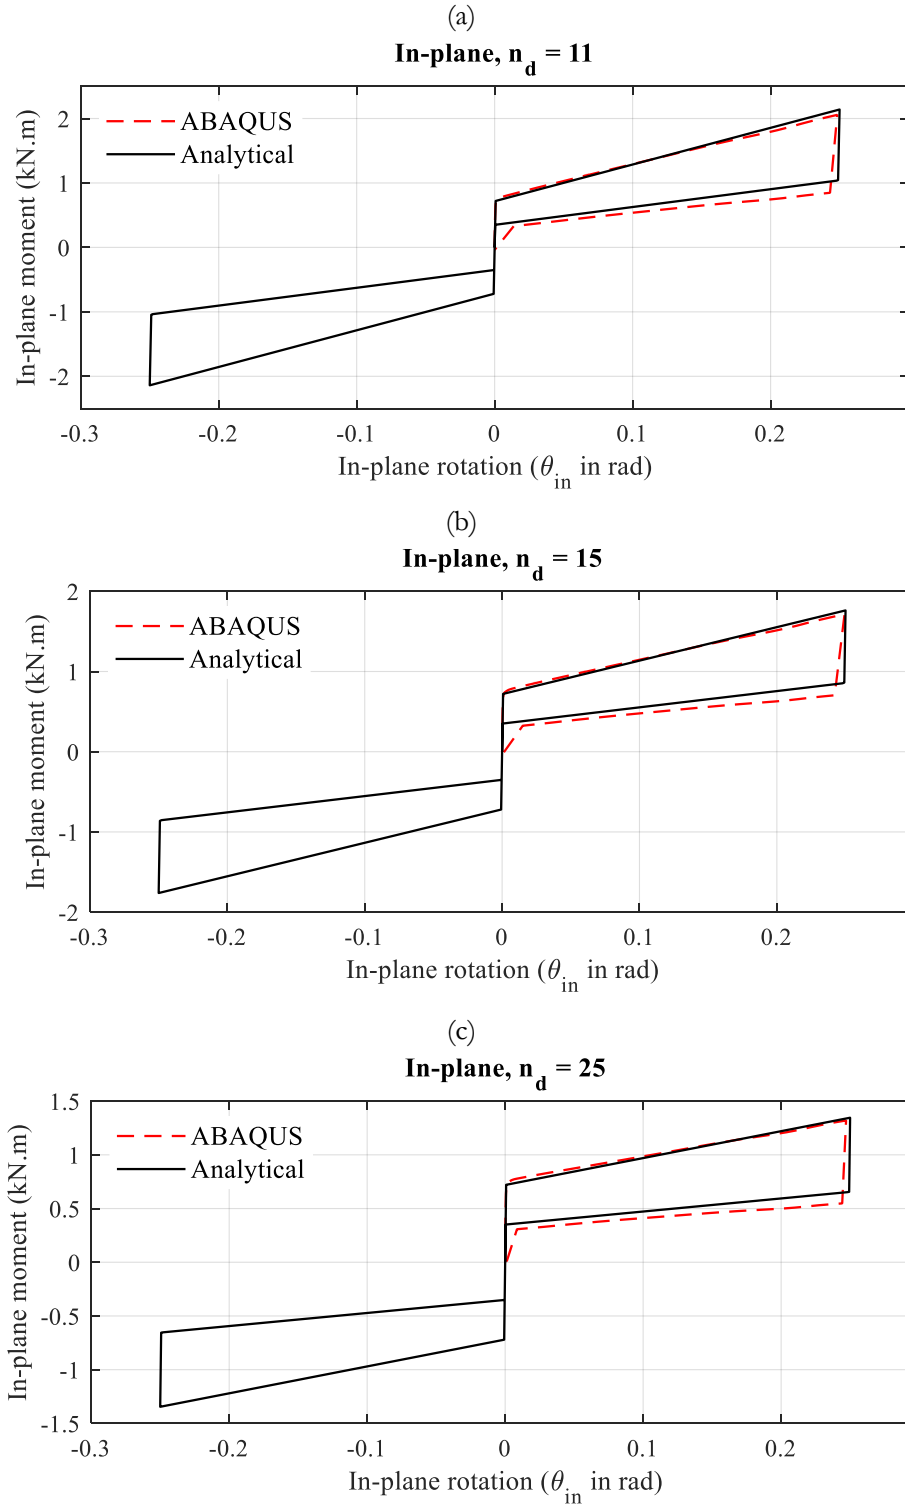 (a)
In-plane, n_d = 11
ABAQUS
Analytical
In-plane moment (kN.m)
2
1
0
-1
-2
-0.3 -0.2 -0.1 0 0.1 0.2
In-plane rotation (θ_in in rad)
(b)
In-plane, n_d = 15
ABAQUS
Analytical
In-plane moment (kN.m)
2
1
0
-1
-2
-0.3 -0.2 -0.1 0 0.1 0.2
In-plane rotation (θ_in in rad)
(c)
In-plane, n_d = 25
ABAQUS
Analytical
In-plane moment (kN.m)
1.5
1
0.5
0
-0.5
-1
-1.5
-0.3 -0.2 -0.1 0 0.1 0.2
In-plane rotation (θ_in in rad)